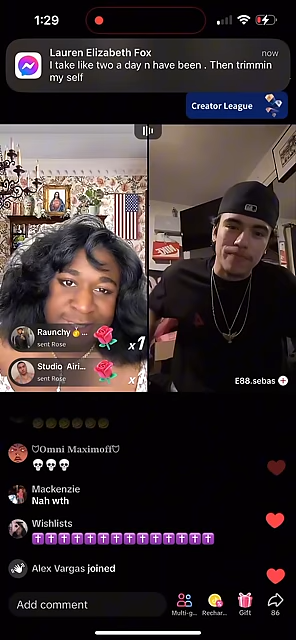 1:29
Lauren Elizabeth Fox
now
I take like two a day n have been . Then trimmin
my self
Creator League
Raunchy🥇...
sent Rose
x1
Studio Airi...
sent Rose
x
E88.sebas
ღOmni Maximoffღ
💀💀💀
Mackenzie
Nah wth
Wishlists
✝️✝️✝️✝️✝️✝️✝️✝️✝️✝️✝️✝️✝️✝️
Alex Vargas joined
Add comment
Multi-g...
Rechar...
Gift
86